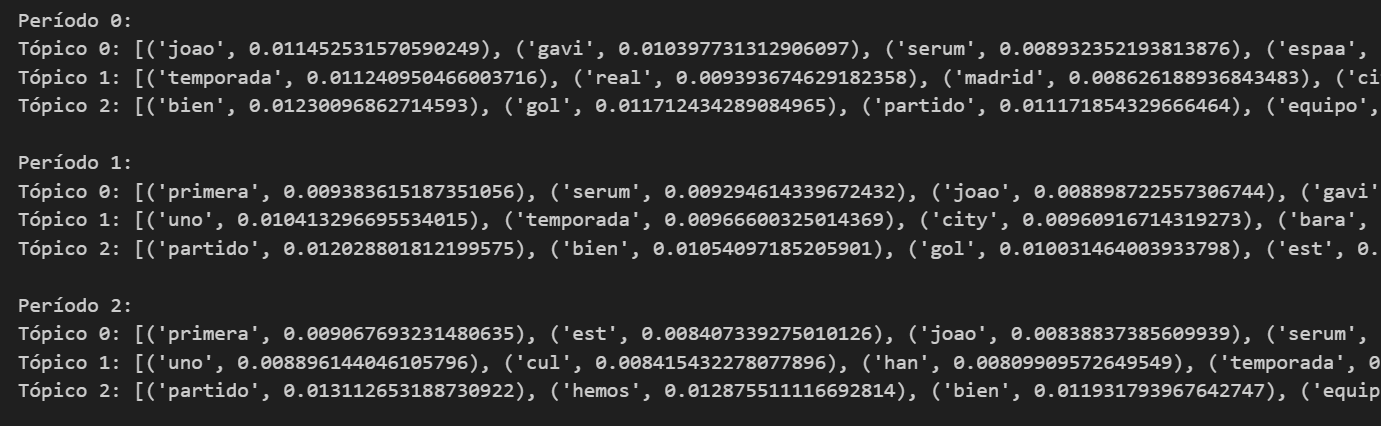 Período 0:
Tópico 0: [('joao', 0.011452531570590249), ('gavi', 0.010397731312906097), ('serum', 0.008932352193813876), ('espaa',
Tópico 1: [('temporada', 0.011240950466003716), ('real', 0.009393674629182358), ('madrid', 0.008626188936843483), ('ci
Tópico 2: [('bien', 0.01230096862714593), ('gol', 0.011712434289084965), ('partido', 0.011171854329666464), ('equipo',
Período 1:
Tópico 0: [('primera', 0.009383615187351056), ('serum', 0.009294614339672432), ('joao', 0.008898722557306744), ('gavi'
Tópico 1: [('uno', 0.010413296695534015), ('temporada', 0.00966600325014369), ('city', 0.00960916714319273), ('bara',
Tópico 2: [('partido', 0.012028801812199575), ('bien', 0.01054097185205901), ('gol', 0.010031464003933798), ('est', 0.
Período 2:
Tópico 0: [('primera', 0.009067693231480635), ('est', 0.008407339275010126), ('joao', 0.00838837385609939), ('serum',
Tópico 1: [('uno', 0.008896144046105796), ('cul', 0.008415432278077896), ('han', 0.00809909572649549), ('temporada', 0
Tópico 2: [('partido', 0.013112653188730922), ('hemos', 0.012875511116692814), ('bien', 0.011931793967642747), ('equip